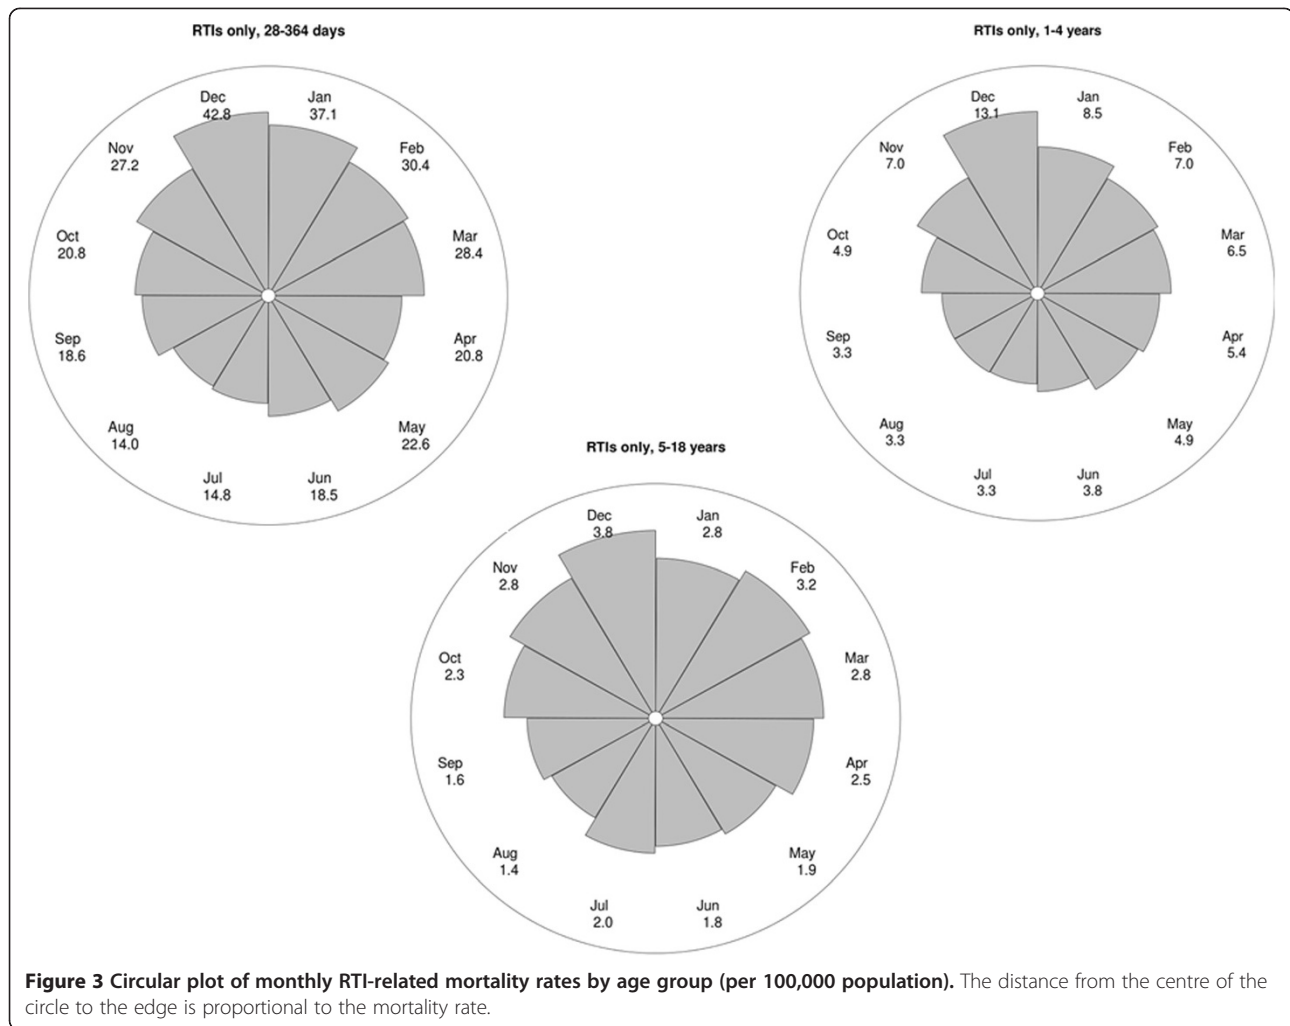 RTIs only, 28-364 days
Dec
42.8
Jan
37.1
Nov
27.2
Feb
30.4
Oct
20.8
Mar
28.4
Sep
18.6
Apr
20.8
Aug
14.0
May
22.6
Jul
14.8
Jun
18.5
RTIs only, 1-4 years
Dec
13.1
Jan
8.5
Nov
7.0
Feb
7.0
Oct
4.9
Mar
6.5
Sep
3.3
Apr
5.4
Aug
3.3
May
4.9
Jul
3.3
Jun
3.8
RTIs only, 5-18 years
Dec
3.8
Jan
2.8
Nov
2.8
Feb
3.2
Oct
2.3
Mar
2.8
Sep
1.6
Apr
2.5
Aug
1.4
May
1.9
Jul
2.0
Jun
1.8
Figure 3 Circular plot of monthly RTI-related mortality rates by age group (per 100,000 population). The distance from the centre of the
circle to the edge is proportional to the mortality rate.